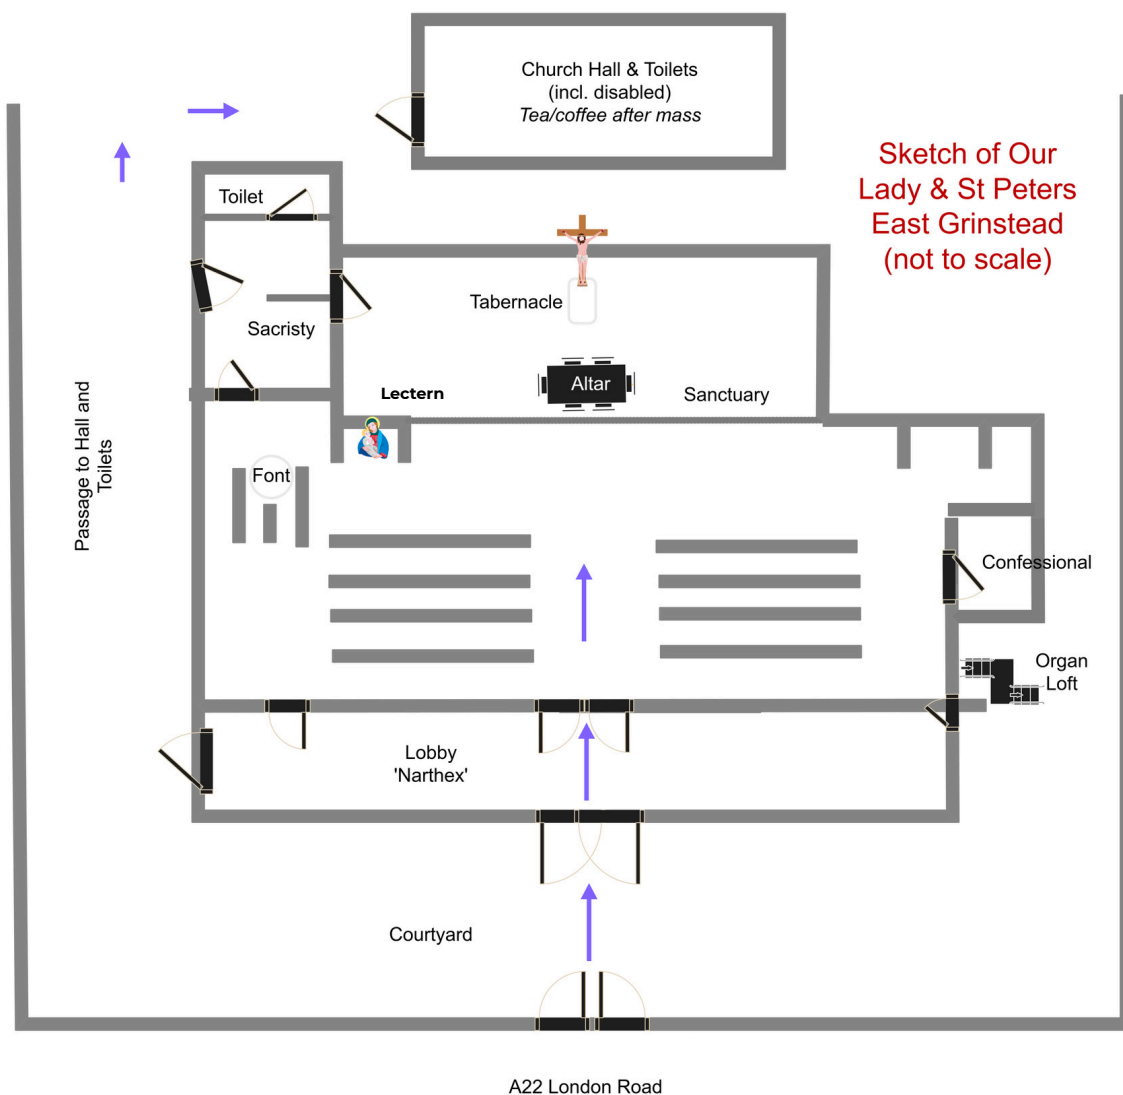 Church Hall & Toilets
(incl. disabled)
Tea/coffee after mass
Sketch of Our
Lady & St Peters
East Grinstead
(not to scale)
Toilet
Tabernacle
Sacristy
Altar
Lectern
Sanctuary
Passage to Hall and
Toilets
Font
Confessional
Organ
Loft
Lobby
'Narthex'
Courtyard
A22 London Road